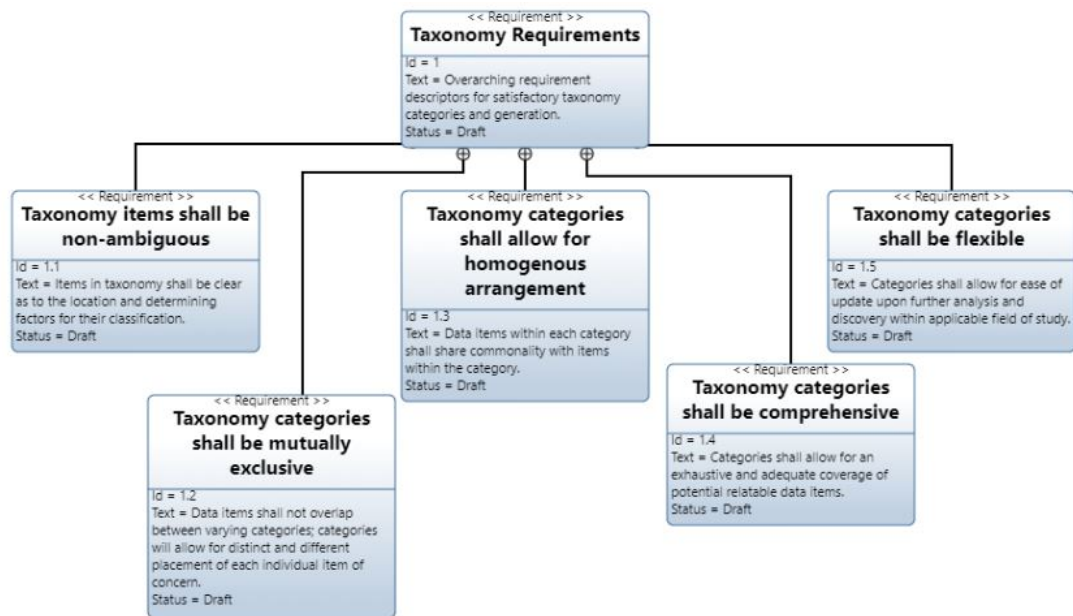 << Requirement >>
Taxonomy Requirements
Id = 1
Text = Overarching requirement
descriptors for satisfactory taxonomy
categories and generation.
Status = Draft
<< Requirement >>
Taxonomy items shall be
non-ambiguous
Id = 1.1
Text = Items in taxonomy shall be clear
as to the location and determining
factors for their classification.
Status = Draft
<< Requirement >>
Taxonomy categories
shall be mutually
exclusive
Id = 1.2
Text = Data items shall not overlap
between varying categories; categories
will allow for distinct and different
placement of each individual item of
concern.
Status = Draft
<< Requirement >>
Taxonomy categories
shall allow for
homogenous
arrangement
Id = 1.3
Text = Data items within each category
shall share commonality with items
within the category.
Status = Draft
<< Requirement >>
Taxonomy categories
shall be comprehensive
Id = 1.4
Text = Categories shall allow for an
exhaustive and adequate coverage of
potential relatable data items.
Status = Draft
<< Requirement >>
Taxonomy categories
shall be flexible
Id = 1.5
Text = Categories shall allow for ease of
update upon further analysis and
discovery within applicable field of study.
Status = Draft